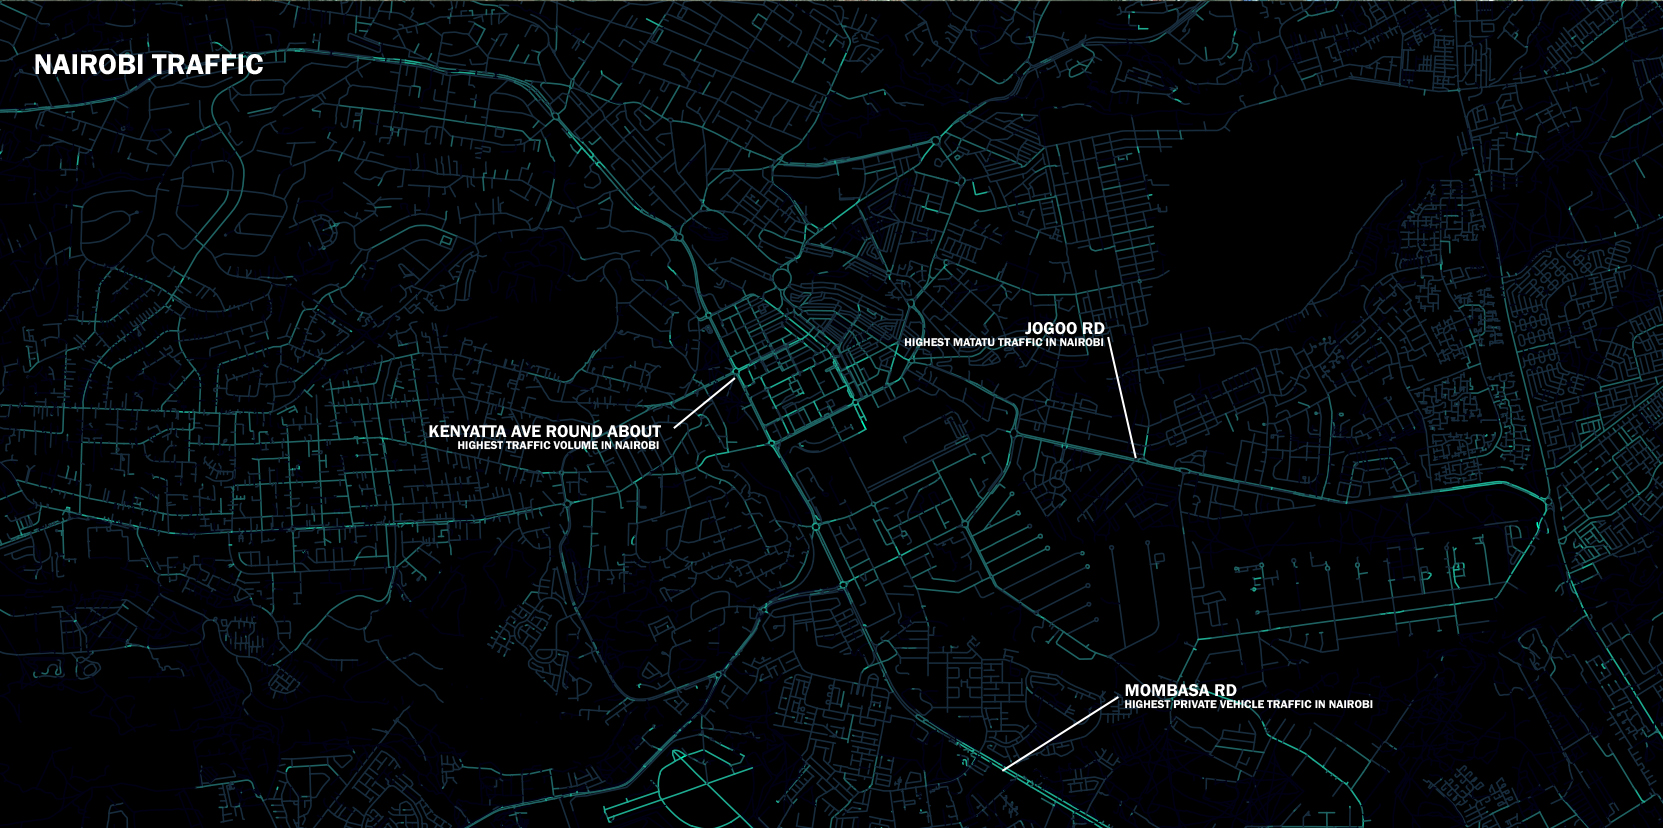 NAIROBI TRAFFIC
JOGOO RD
HIGHEST MATATU TRAFFIC IN NAIROBI
KENYATTA AVE ROUND ABOUT
HIGHEST TRAFFIC VOLUME IN NAIROBI
MOMBASA RD
HIGHEST PRIVATE VEHICLE TRAFFIC IN NAIROBI